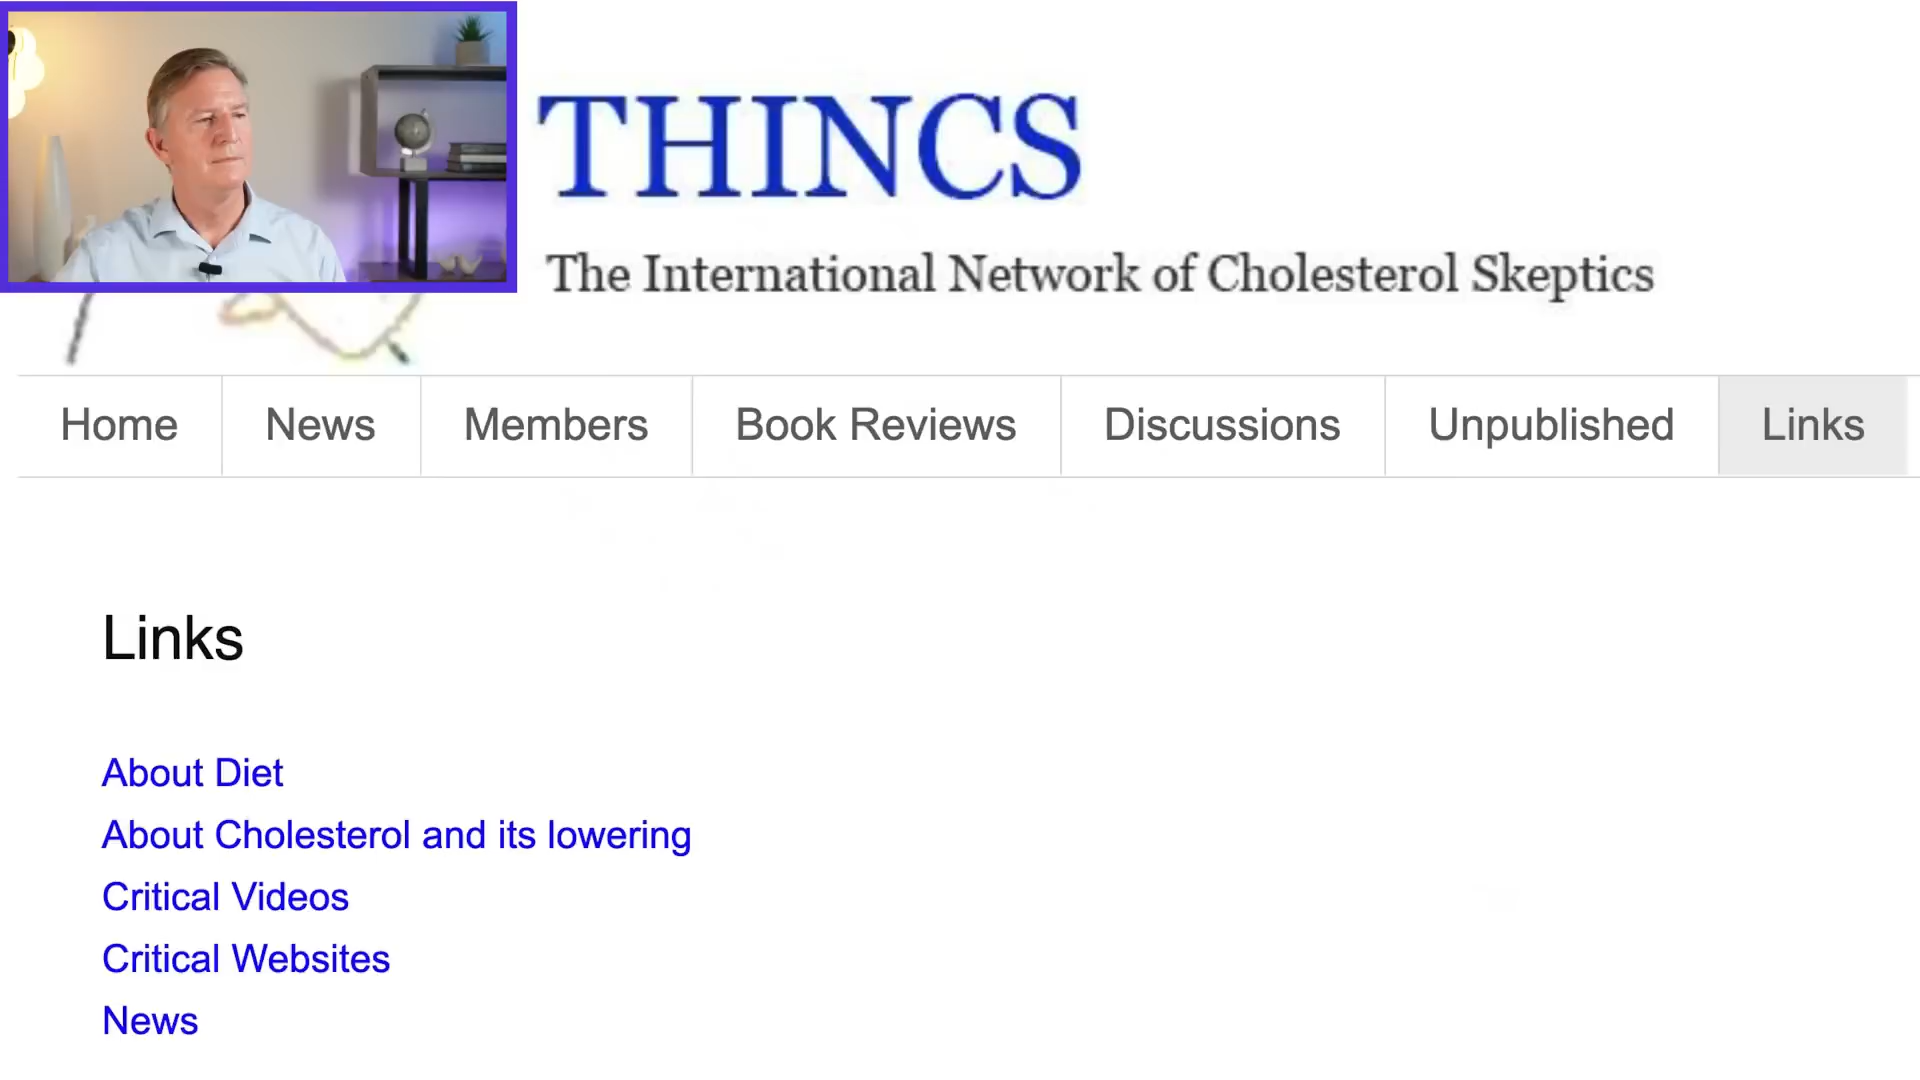 THINCS
The International Network of Cholesterol Skeptics
Home News Members Book Reviews Discussions Unpublished Links
Links
About Diet
About Cholesterol and its lowering
Critical Videos
Critical Websites
News